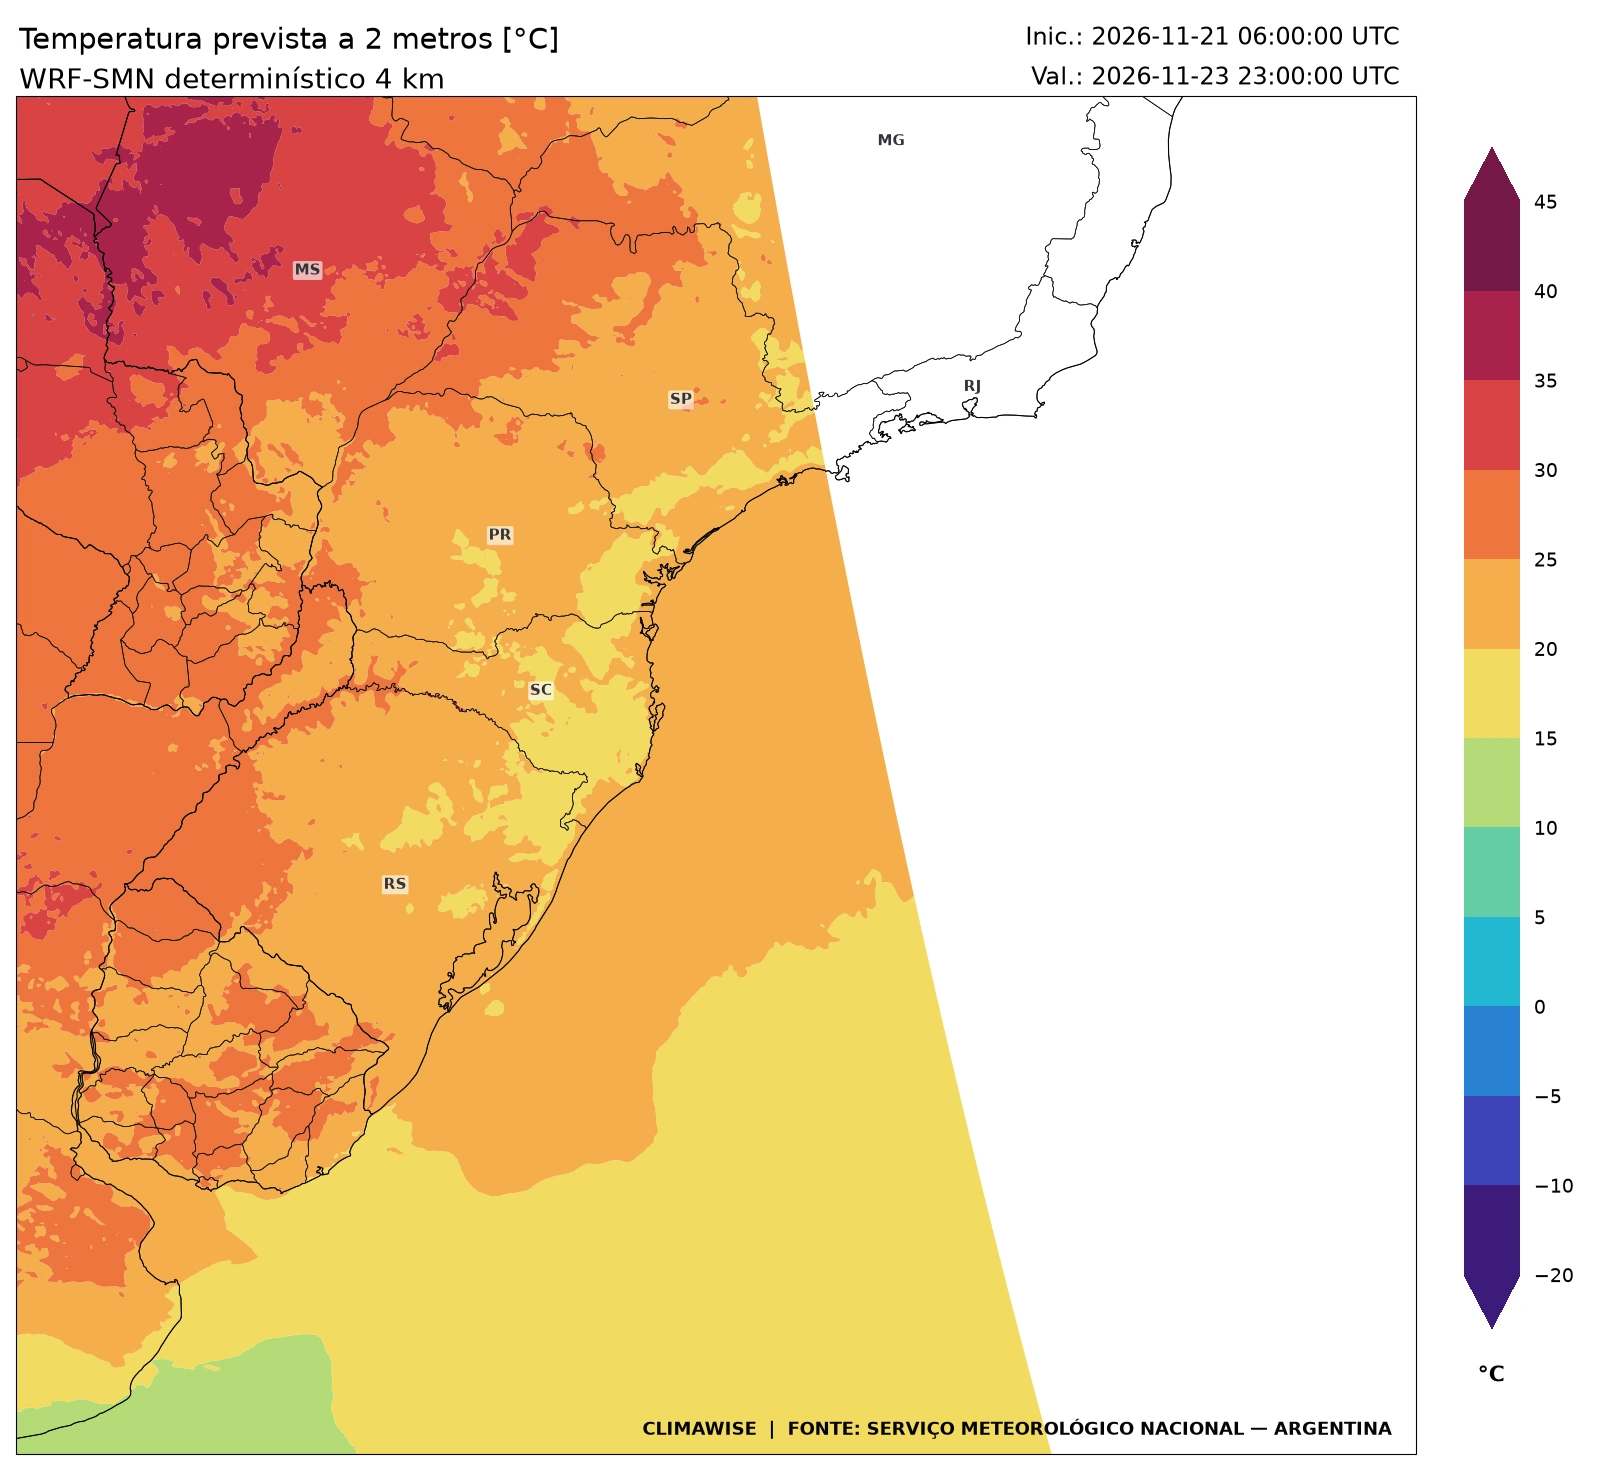 Temperatura prevista a 2 metros [°C]
WRF-SMN determinístico 4 km
Inic.: 2026-11-21 06:00:00 UTC
Val.: 2026-11-23 23:00:00 UTC
MG
MS
RJ
SP
PR
SC
RS
45
40
35
30
25
20
15
10
5
0
−5
−10
−20
°C
CLIMAWISE | FONTE: SERVIÇO METEOROLÓGICO NACIONAL — ARGENTINA